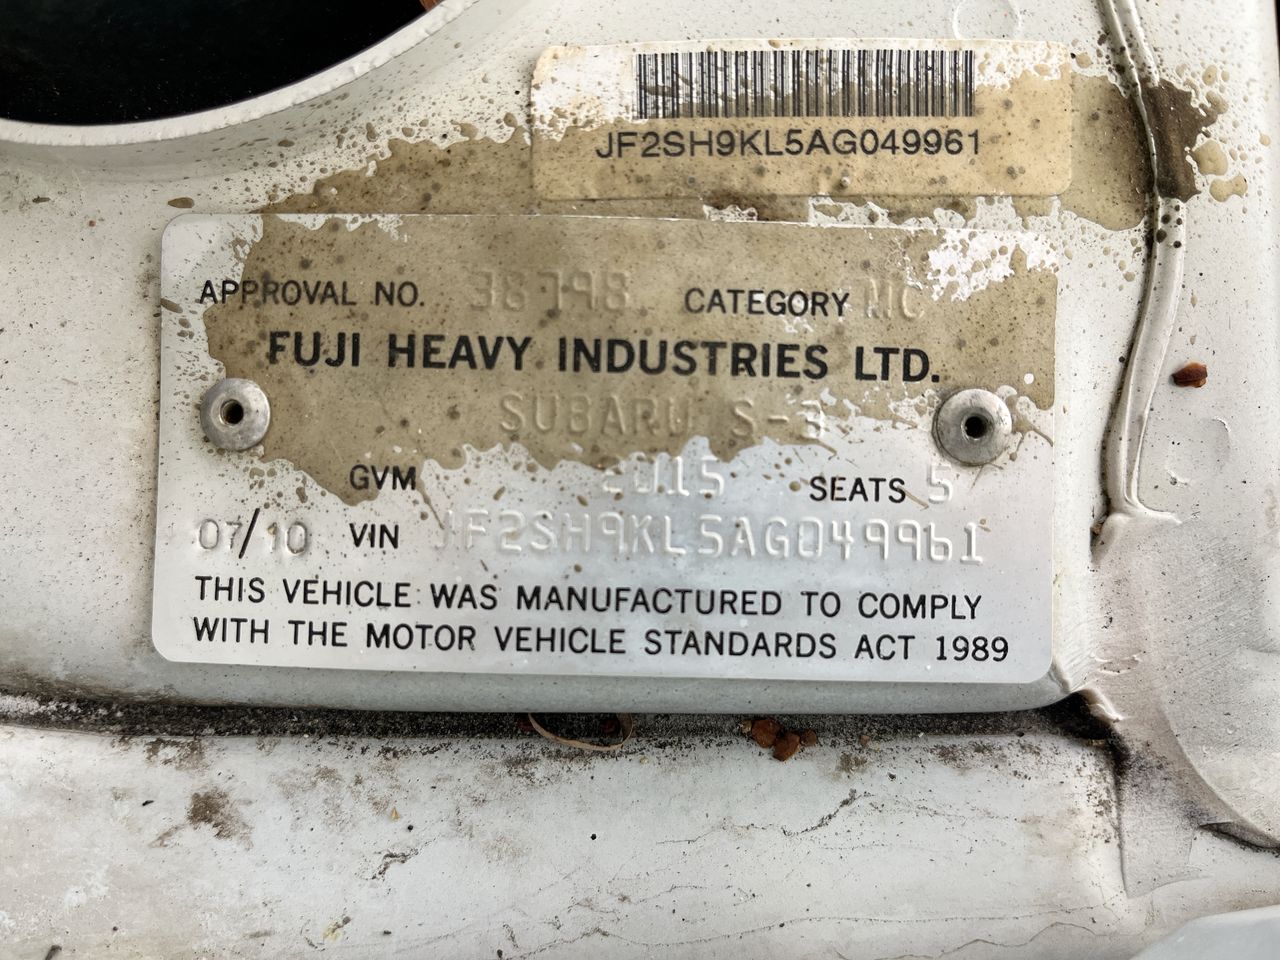 JF2SH9KL5AG049961
APPROVAL NO. 38798 CATEGORY MC
FUJI HEAVY INDUSTRIES LTD.
SUBARU S-3
GVM 2015 SEATS 5
07/10 VIN JF2SH9KL5AG049961
THIS VEHICLE WAS MANUFACTURED TO COMPLY
WITH THE MOTOR VEHICLE STANDARDS ACT 1989